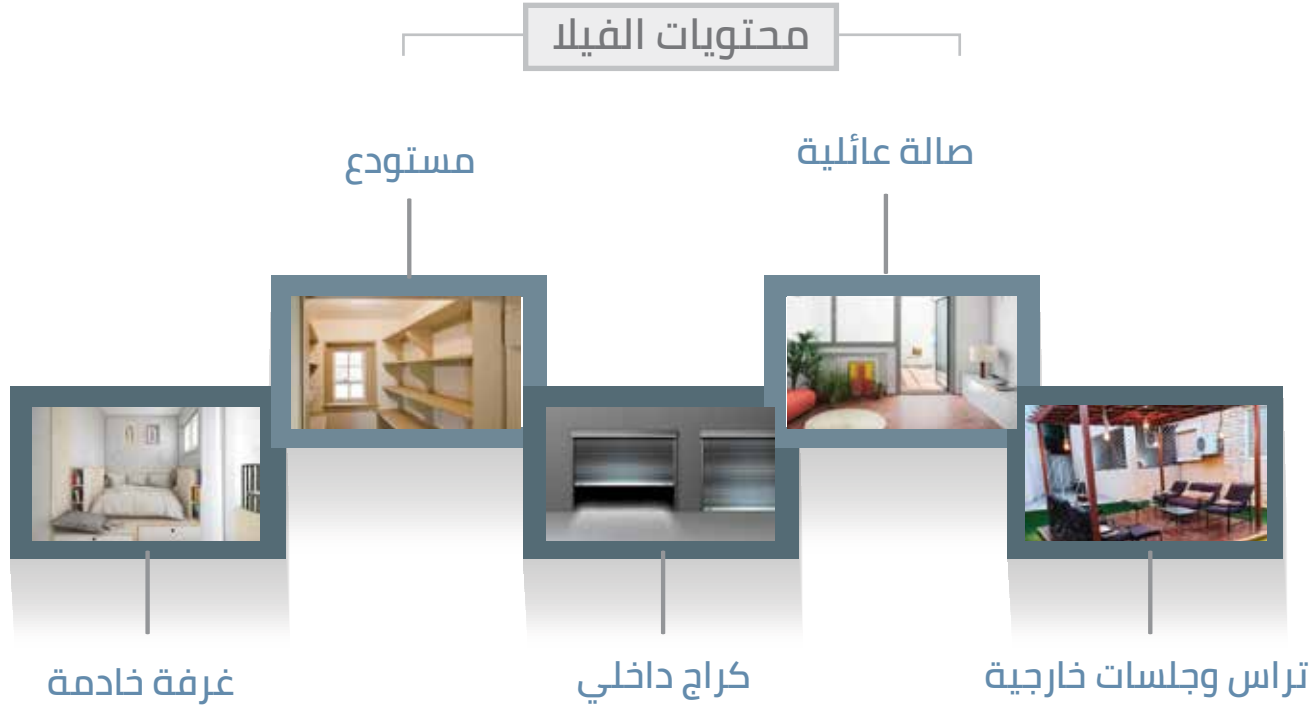 محتويات الفيلا
صالة عائلية
مستودع
تراس وجلسات خارجية
كراج داخلي
غرفة خادمة